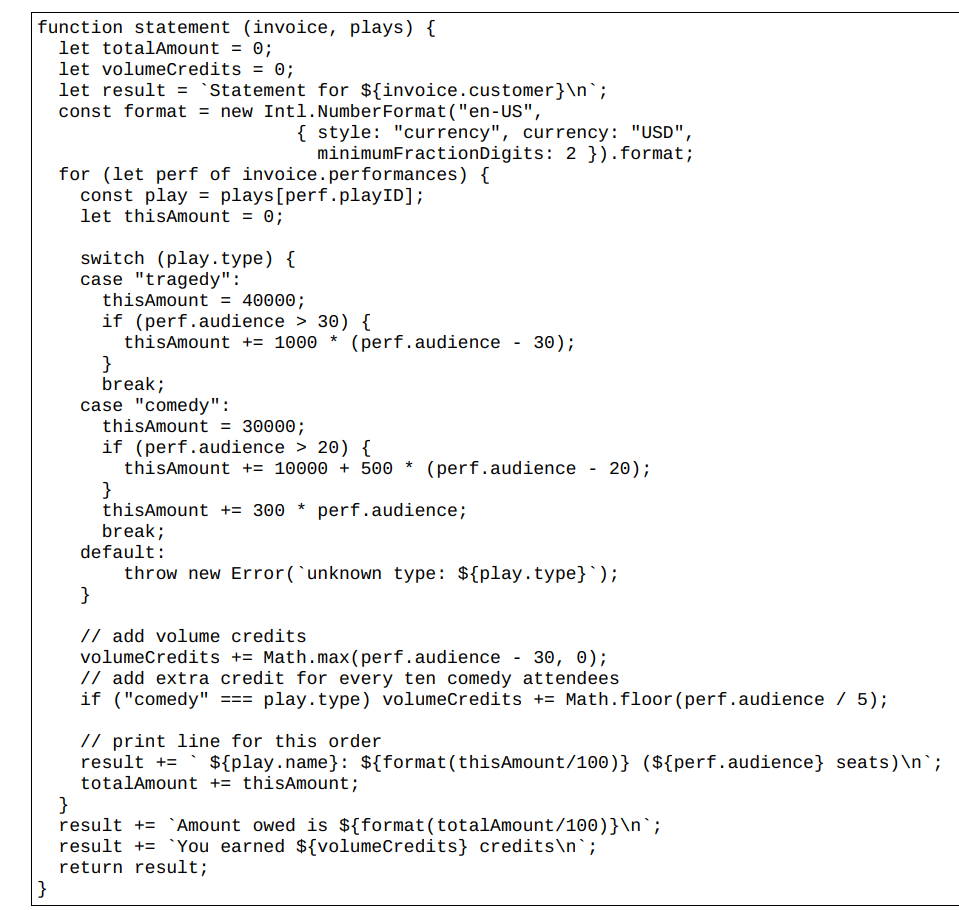 function statement (invoice, plays) {
  let totalAmount = 0;
  let volumeCredits = 0;
  let result = `Statement for ${invoice.customer}\n`;
  const format = new Intl.NumberFormat("en-US",
                        { style: "currency", currency: "USD",
                          minimumFractionDigits: 2 }).format;
  for (let perf of invoice.performances) {
    const play = plays[perf.playID];
    let thisAmount = 0;

    switch (play.type) {
    case "tragedy":
      thisAmount = 40000;
      if (perf.audience > 30) {
        thisAmount += 1000 * (perf.audience - 30);
      }
      break;
    case "comedy":
      thisAmount = 30000;
      if (perf.audience > 20) {
        thisAmount += 10000 + 500 * (perf.audience - 20);
      }
      thisAmount += 300 * perf.audience;
      break;
    default:
        throw new Error(`unknown type: ${play.type}`);
    }

    // add volume credits
    volumeCredits += Math.max(perf.audience - 30, 0);
    // add extra credit for every ten comedy attendees
    if ("comedy" === play.type) volumeCredits += Math.floor(perf.audience / 5);

    // print line for this order
    result += ` ${play.name}: ${format(thisAmount/100)} (${perf.audience} seats)\n`;
    totalAmount += thisAmount;
  }
  result += `Amount owed is ${format(totalAmount/100)}\n`;
  result += `You earned ${volumeCredits} credits\n`;
  return result;
}